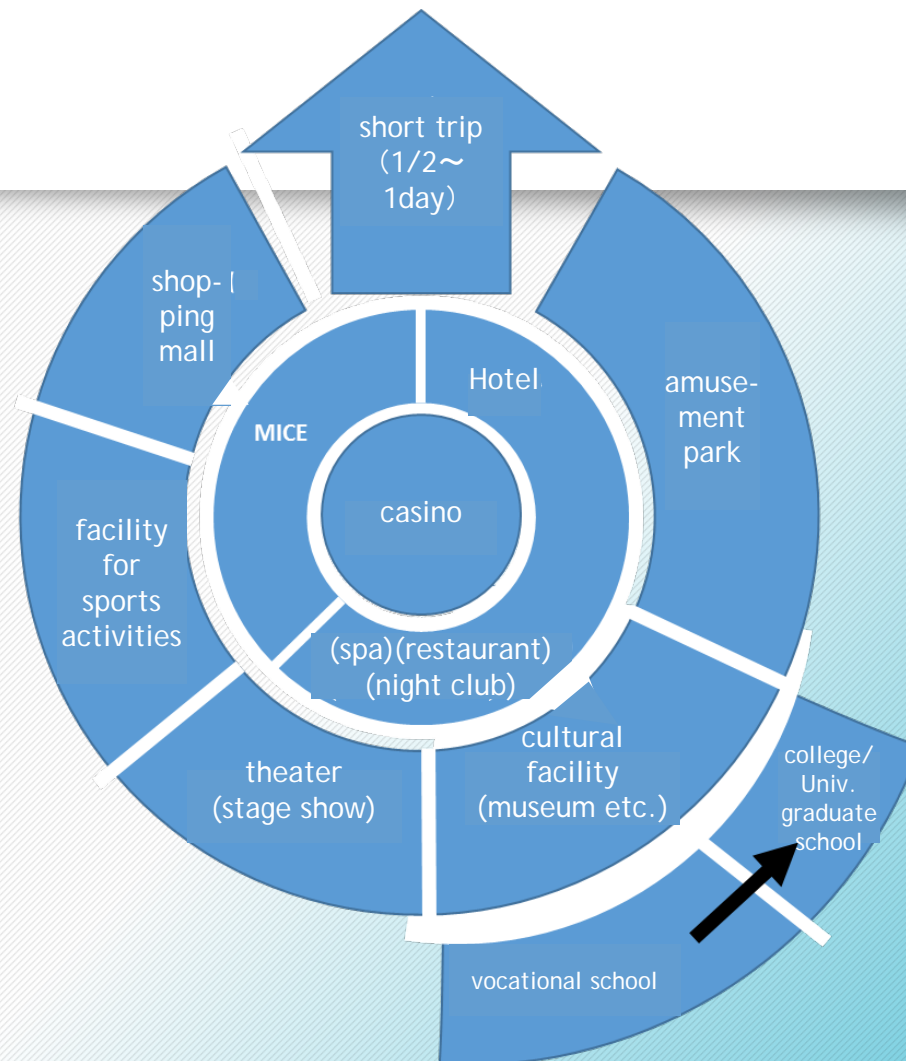 short trip
(1/2～
1day)
shop-
ping
mall
Hotel
amuse-
ment
park
MICE
casino
facility
for
sports
activities
(spa)(restaurant)
(night club)
cultural
facility
(museum etc.)
theater
(stage show)
college/
Univ.
graduate
school
vocational school